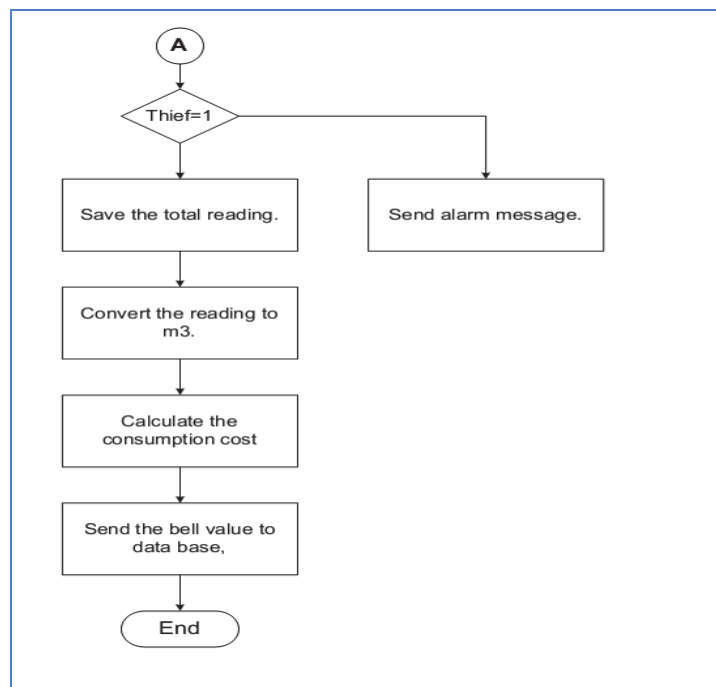 A
Thief=1
Save the total reading.
Send alarm message.
Convert the reading to
m3.
Calculate the
consumption cost
Send the bell value to
data base,
End